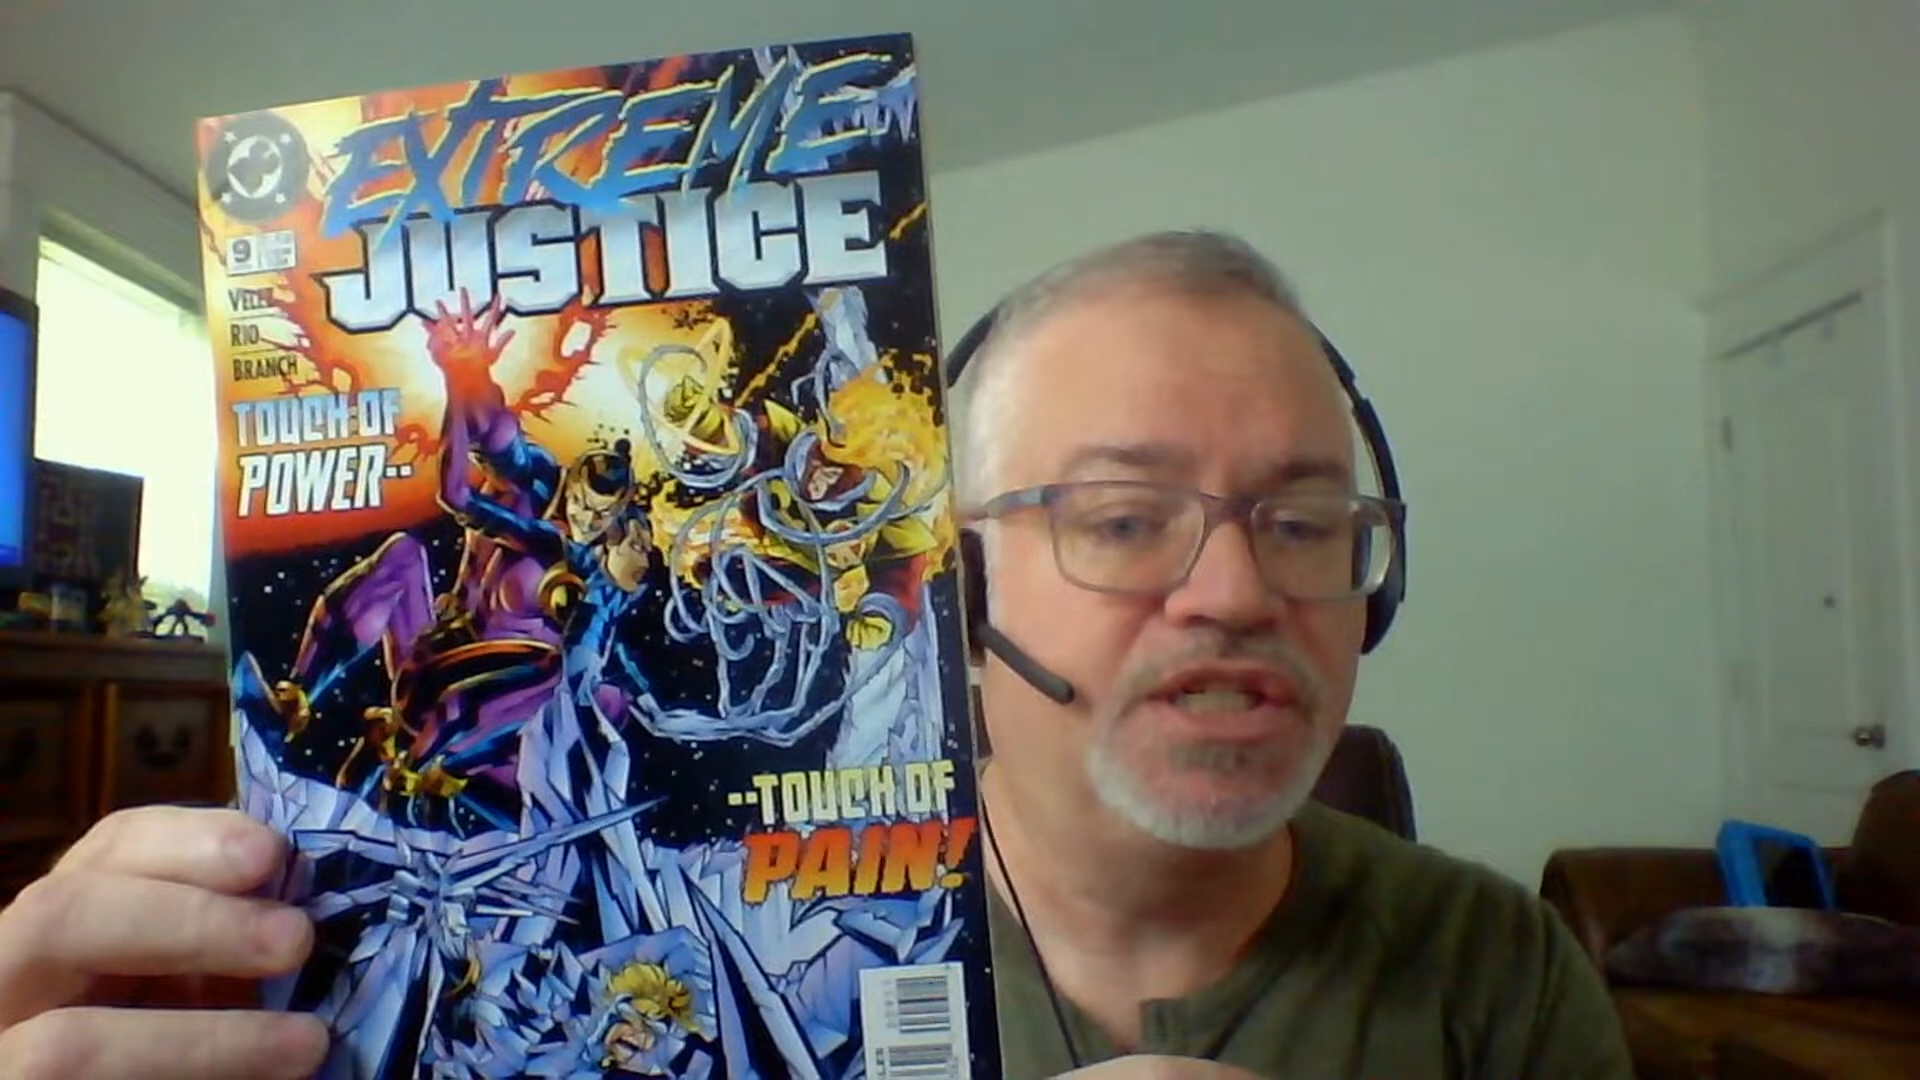 EXTREME
JUSTICE
9
VELEZ
RIO
BRANCH
TOUCH OF
POWER--
--TOUCH OF
PAIN!